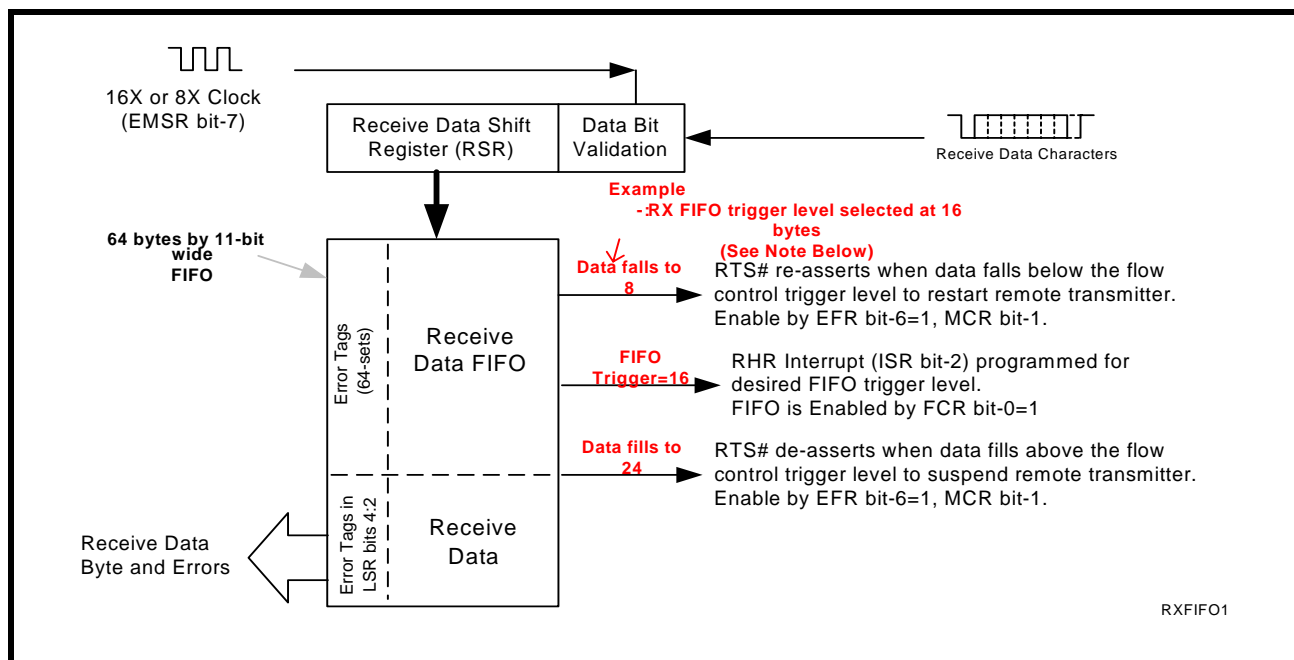 16X or 8X Clock
(EMSR bit-7)
Receive Data Shift
Register (RSR)
Data Bit
Validation
Receive Data Characters
Example
-:RX FIFO trigger level selected at 16
bytes
(See Note Below)
64 bytes by 11-bit
wide
FIFO
Data falls to
8
RTS# re-asserts when data falls below the flow
control trigger level to restart remote transmitter.
Enable by EFR bit-6=1, MCR bit-1.
Error Tags
(64-sets)
Receive
Data FIFO
FIFO
Trigger=16
RHR Interrupt (ISR bit-2) programmed for
desired FIFO trigger level.
FIFO is Enabled by FCR bit-0=1
Data fills to
24
RTS# de-asserts when data fills above the flow
control trigger level to suspend remote transmitter.
Enable by EFR bit-6=1, MCR bit-1.
Error Tags in
LSR bits 4:2
Receive
Data
Receive Data
Byte and Errors
RXFIFO1